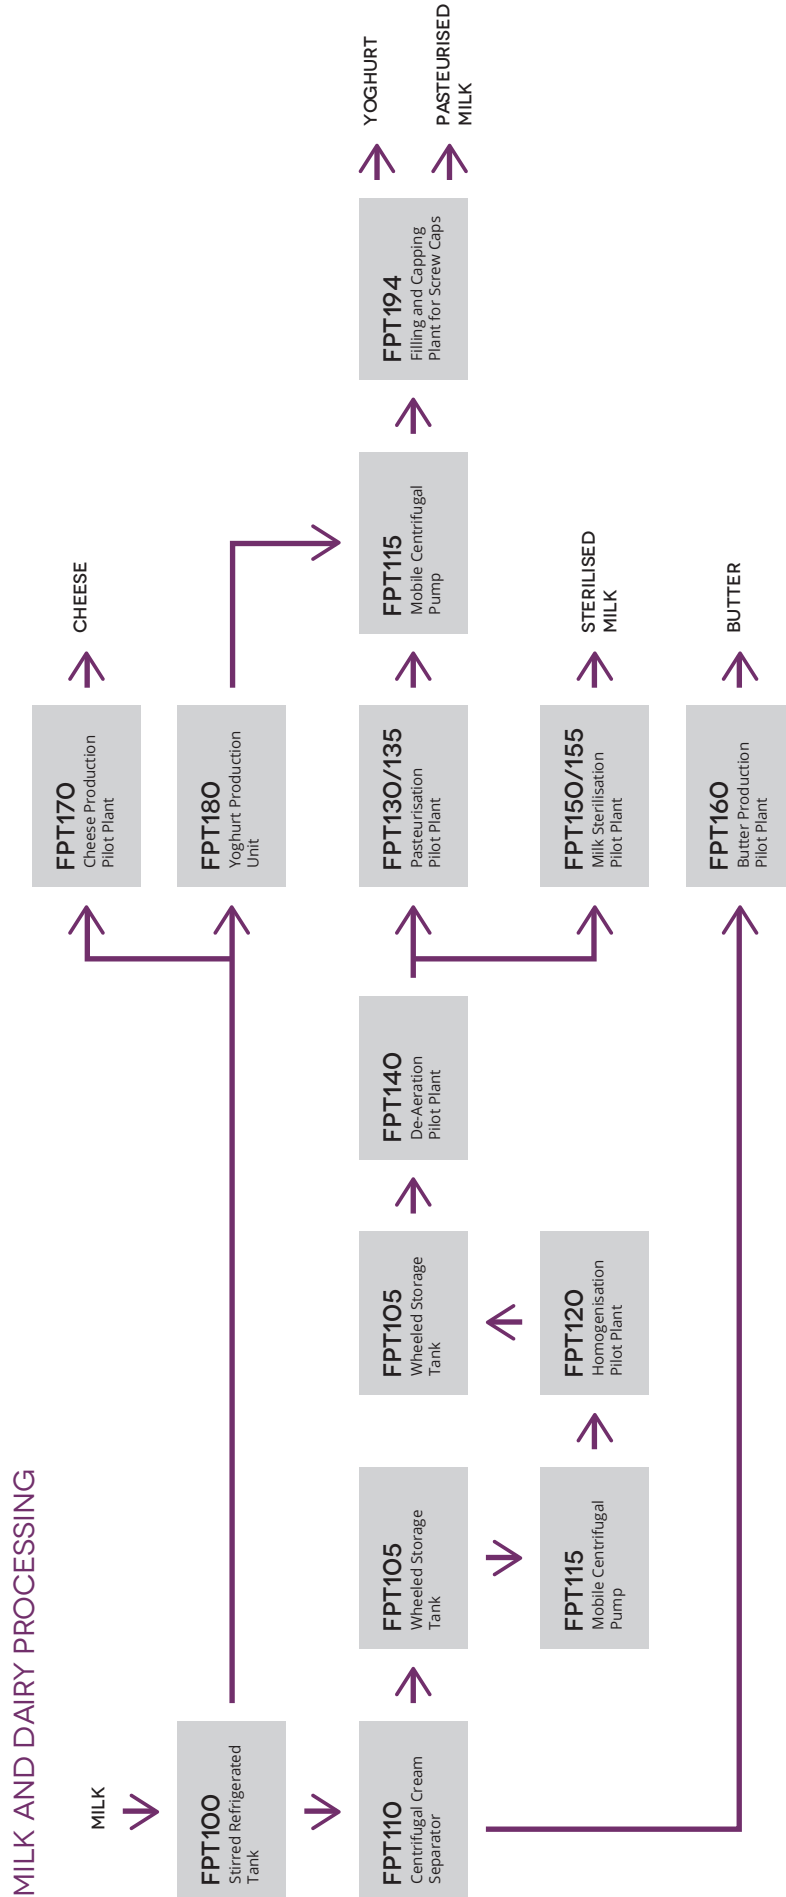 MILK AND DAIRY PROCESSING
MILK
FPT100
Stirred Refrigerated
Tank
FPT110
Centrifugal Cream
Separator
FPT105
Wheeled Storage
Tank
FPT115
Mobile Centrifugal
Pump
FPT120
Homogenisation
Pilot Plant
FPT105
Wheeled Storage
Tank
FPT140
De-Aeration
Pilot Plant
FPT170
Cheese Production
Pilot Plant
CHEESE
FPT180
Yoghurt Production
Unit
FPT130/135
Pasteurisation
Pilot Plant
FPT150/155
Milk Sterilisation
Pilot Plant
STERILISED
MILK
FPT160
Butter Production
Pilot Plant
BUTTER
FPT115
Mobile Centrifugal
Pump
FPT194
Filling and Capping
Plant for Screw Caps
YOGHURT
PASTEURISED
MILK